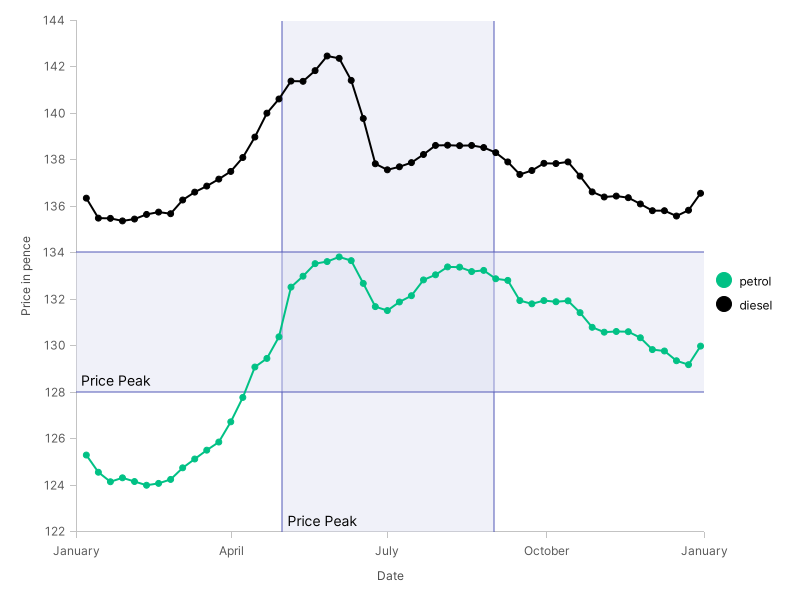 144
142
140
138
136
134
132
130
128
126
124
122
Price in pence
Price Peak
Price Peak
January
April
July
October
January
Date
petrol
diesel